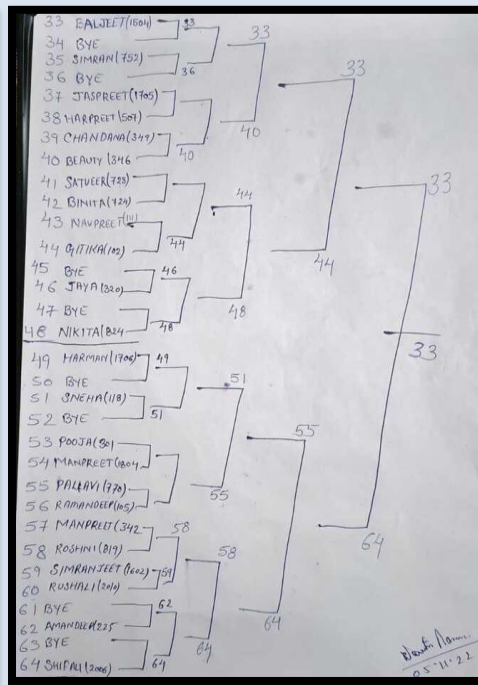 33 BALJEET(1504) 33
34 BYE 33
35 SIMRAN(752)
36 BYE 36
33
37 JASPREET(1705)
38 HARPREET(507)
39 CHANDANA(349) 40 40
40 BEAUTY(346
41 SATVEER(723)
42 BINITA(724) 44 33
43 NAVPREET(111)
44 GITIKA(102) 44 44
45 BYE 46
46 JAYA(320) 48
47 BYE 48 33
48 NIKITA(824
49 HARMAN(1706) 49
50 BYE 51
51 SNEHA(118)
52 BYE 51
53 POOJA(501 55
54 MANPREET(1804
55 PALLAVI(770) 55
56 RAMANDEEP(105)
57 MANPREET(342 58 64
58 ROSHNI(819) 58
59 SIMRANJEET(1602) 59
60 RUSHALI(2010) 64
61 BYE 62
62 AMANDEEP(225 64
63 BYE
64 SHIPALI(2006) 64
05.11.22